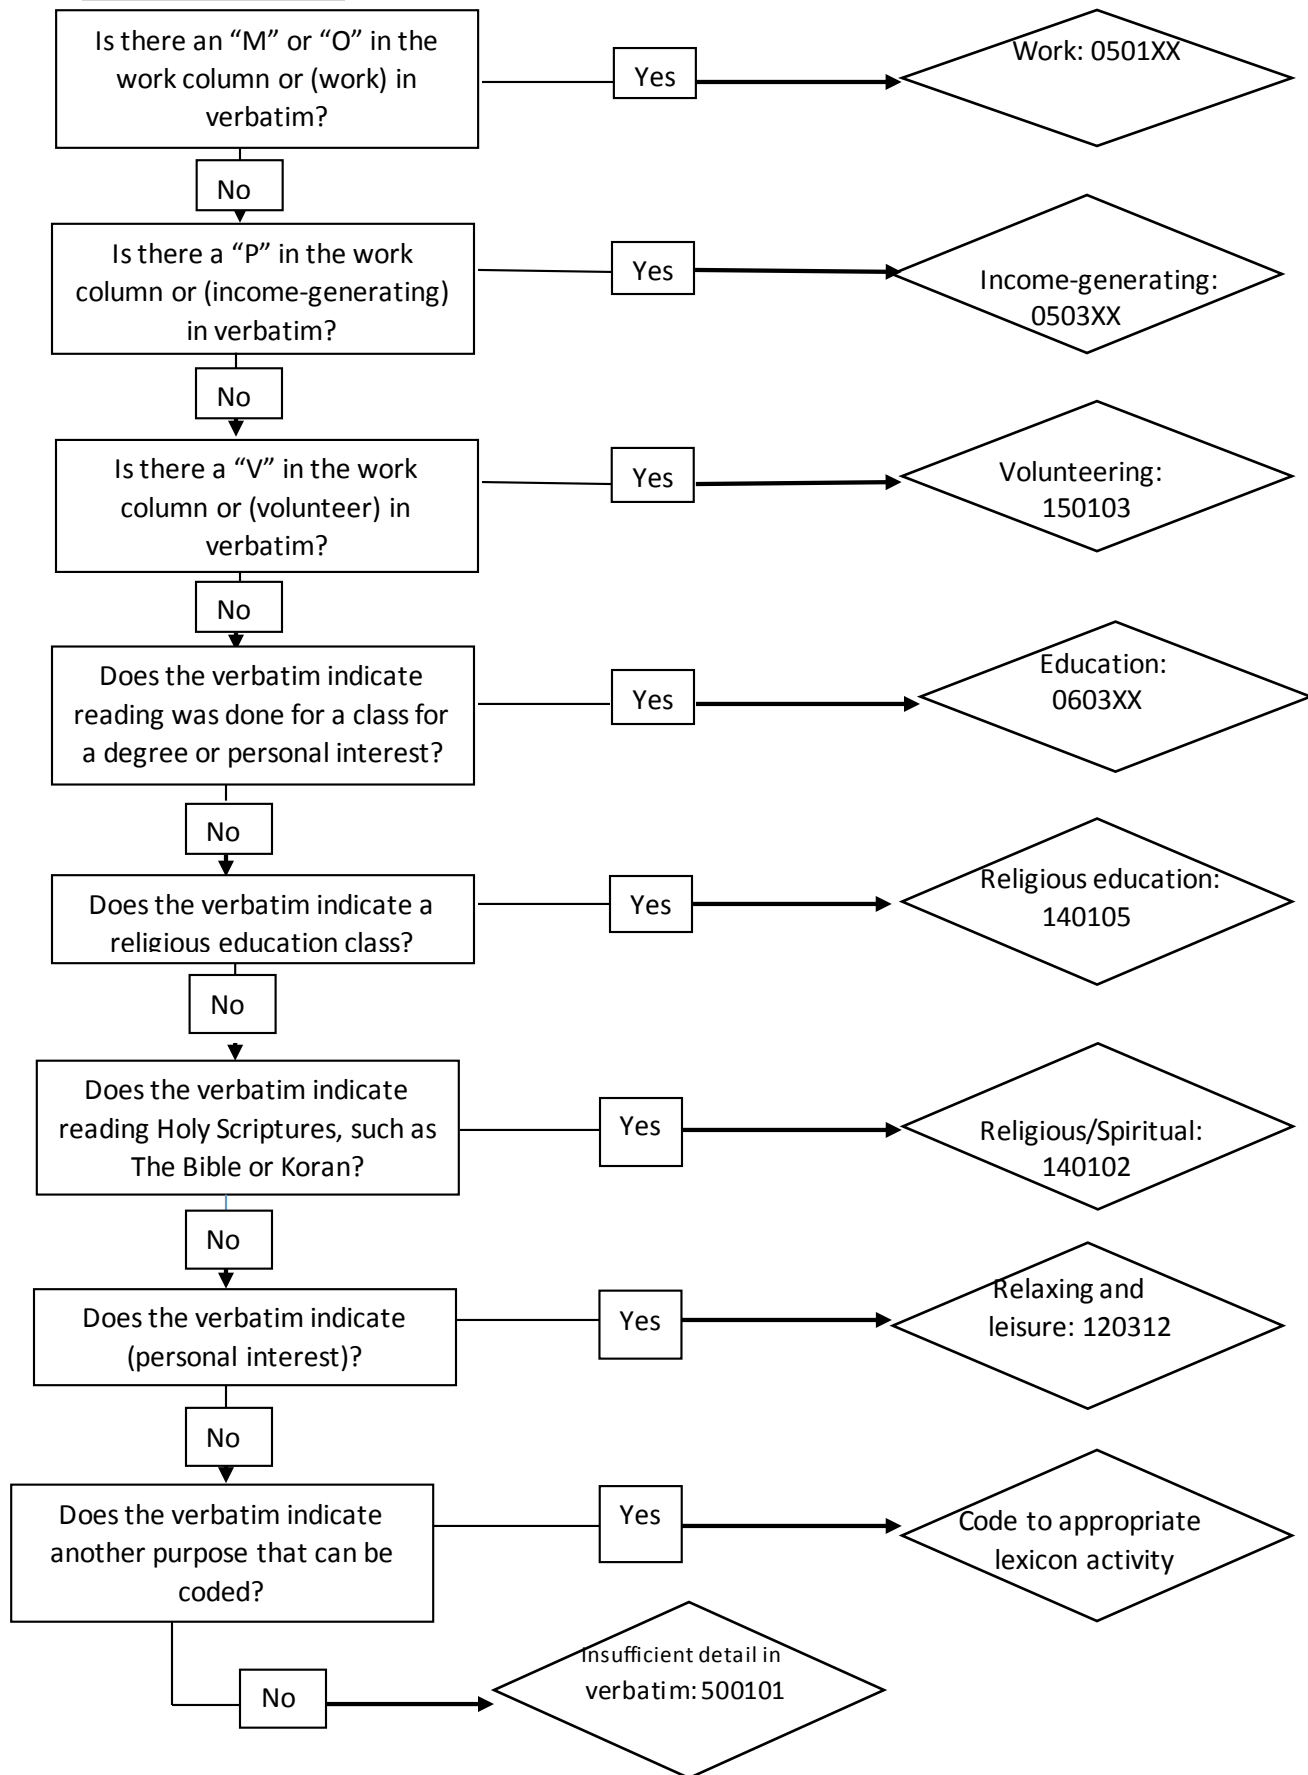 Is there an “M” or “O” in the
work column or (work) in
verbatim?
Yes
Work: 0501XX
No
Is there a “P” in the work
column or (income-generating)
in verbatim?
Yes
Income-generating:
0503XX
No
Is there a “V” in the work
column or (volunteer) in
verbatim?
Yes
Volunteering:
150103
No
Does the verbatim indicate
reading was done for a class for
a degree or personal interest?
Yes
Education:
0603XX
No
Does the verbatim indicate a
religious education class?
Yes
Religious education:
140105
No
Does the verbatim indicate
reading Holy Scriptures, such as
The Bible or Koran?
Yes
Religious/Spiritual:
140102
No
Does the verbatim indicate
(personal interest)?
Yes
Relaxing and
leisure: 120312
No
Does the verbatim indicate
another purpose that can be
coded?
Yes
Code to appropriate
lexicon activity
No
Insufficient detail in
verbatim: 500101